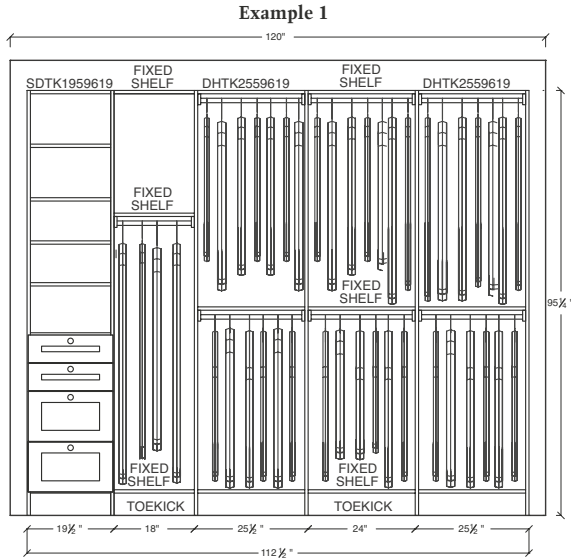 Example 1
120"
FIXED
SHELF
FIXED
SHELF
SDTK1959619
DHTK2559619
DHTK2559619
FIXED
SHELF
FIXED
SHELF
95¼"
FIXED
SHELF
FIXED
SHELF
TOEKICK
TOEKICK
19½"
18"
25½"
24"
25½"
112½"